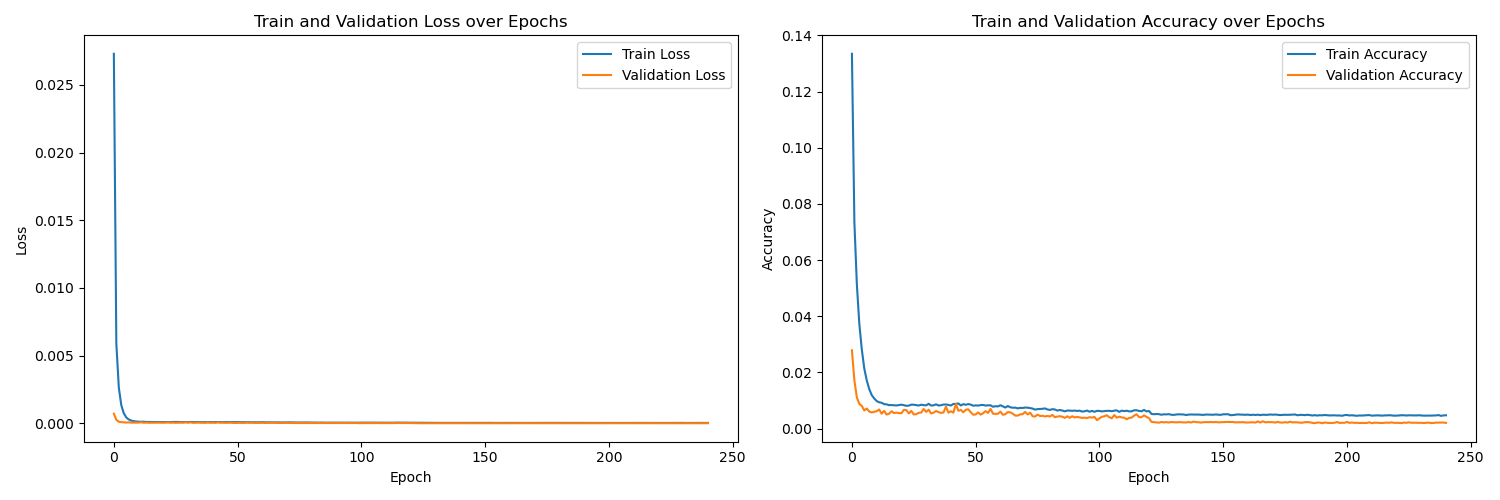 Train and Validation Loss over Epochs
Train Loss
Validation Loss
0.025
0.020
0.015
0.010
0.005
0.000
Loss
0
50
100
150
200
250
Epoch
Train and Validation Accuracy over Epochs
Train Accuracy
Validation Accuracy
0.14
0.12
0.10
0.08
0.06
0.04
0.02
0.00
Accuracy
0
50
100
150
200
250
Epoch